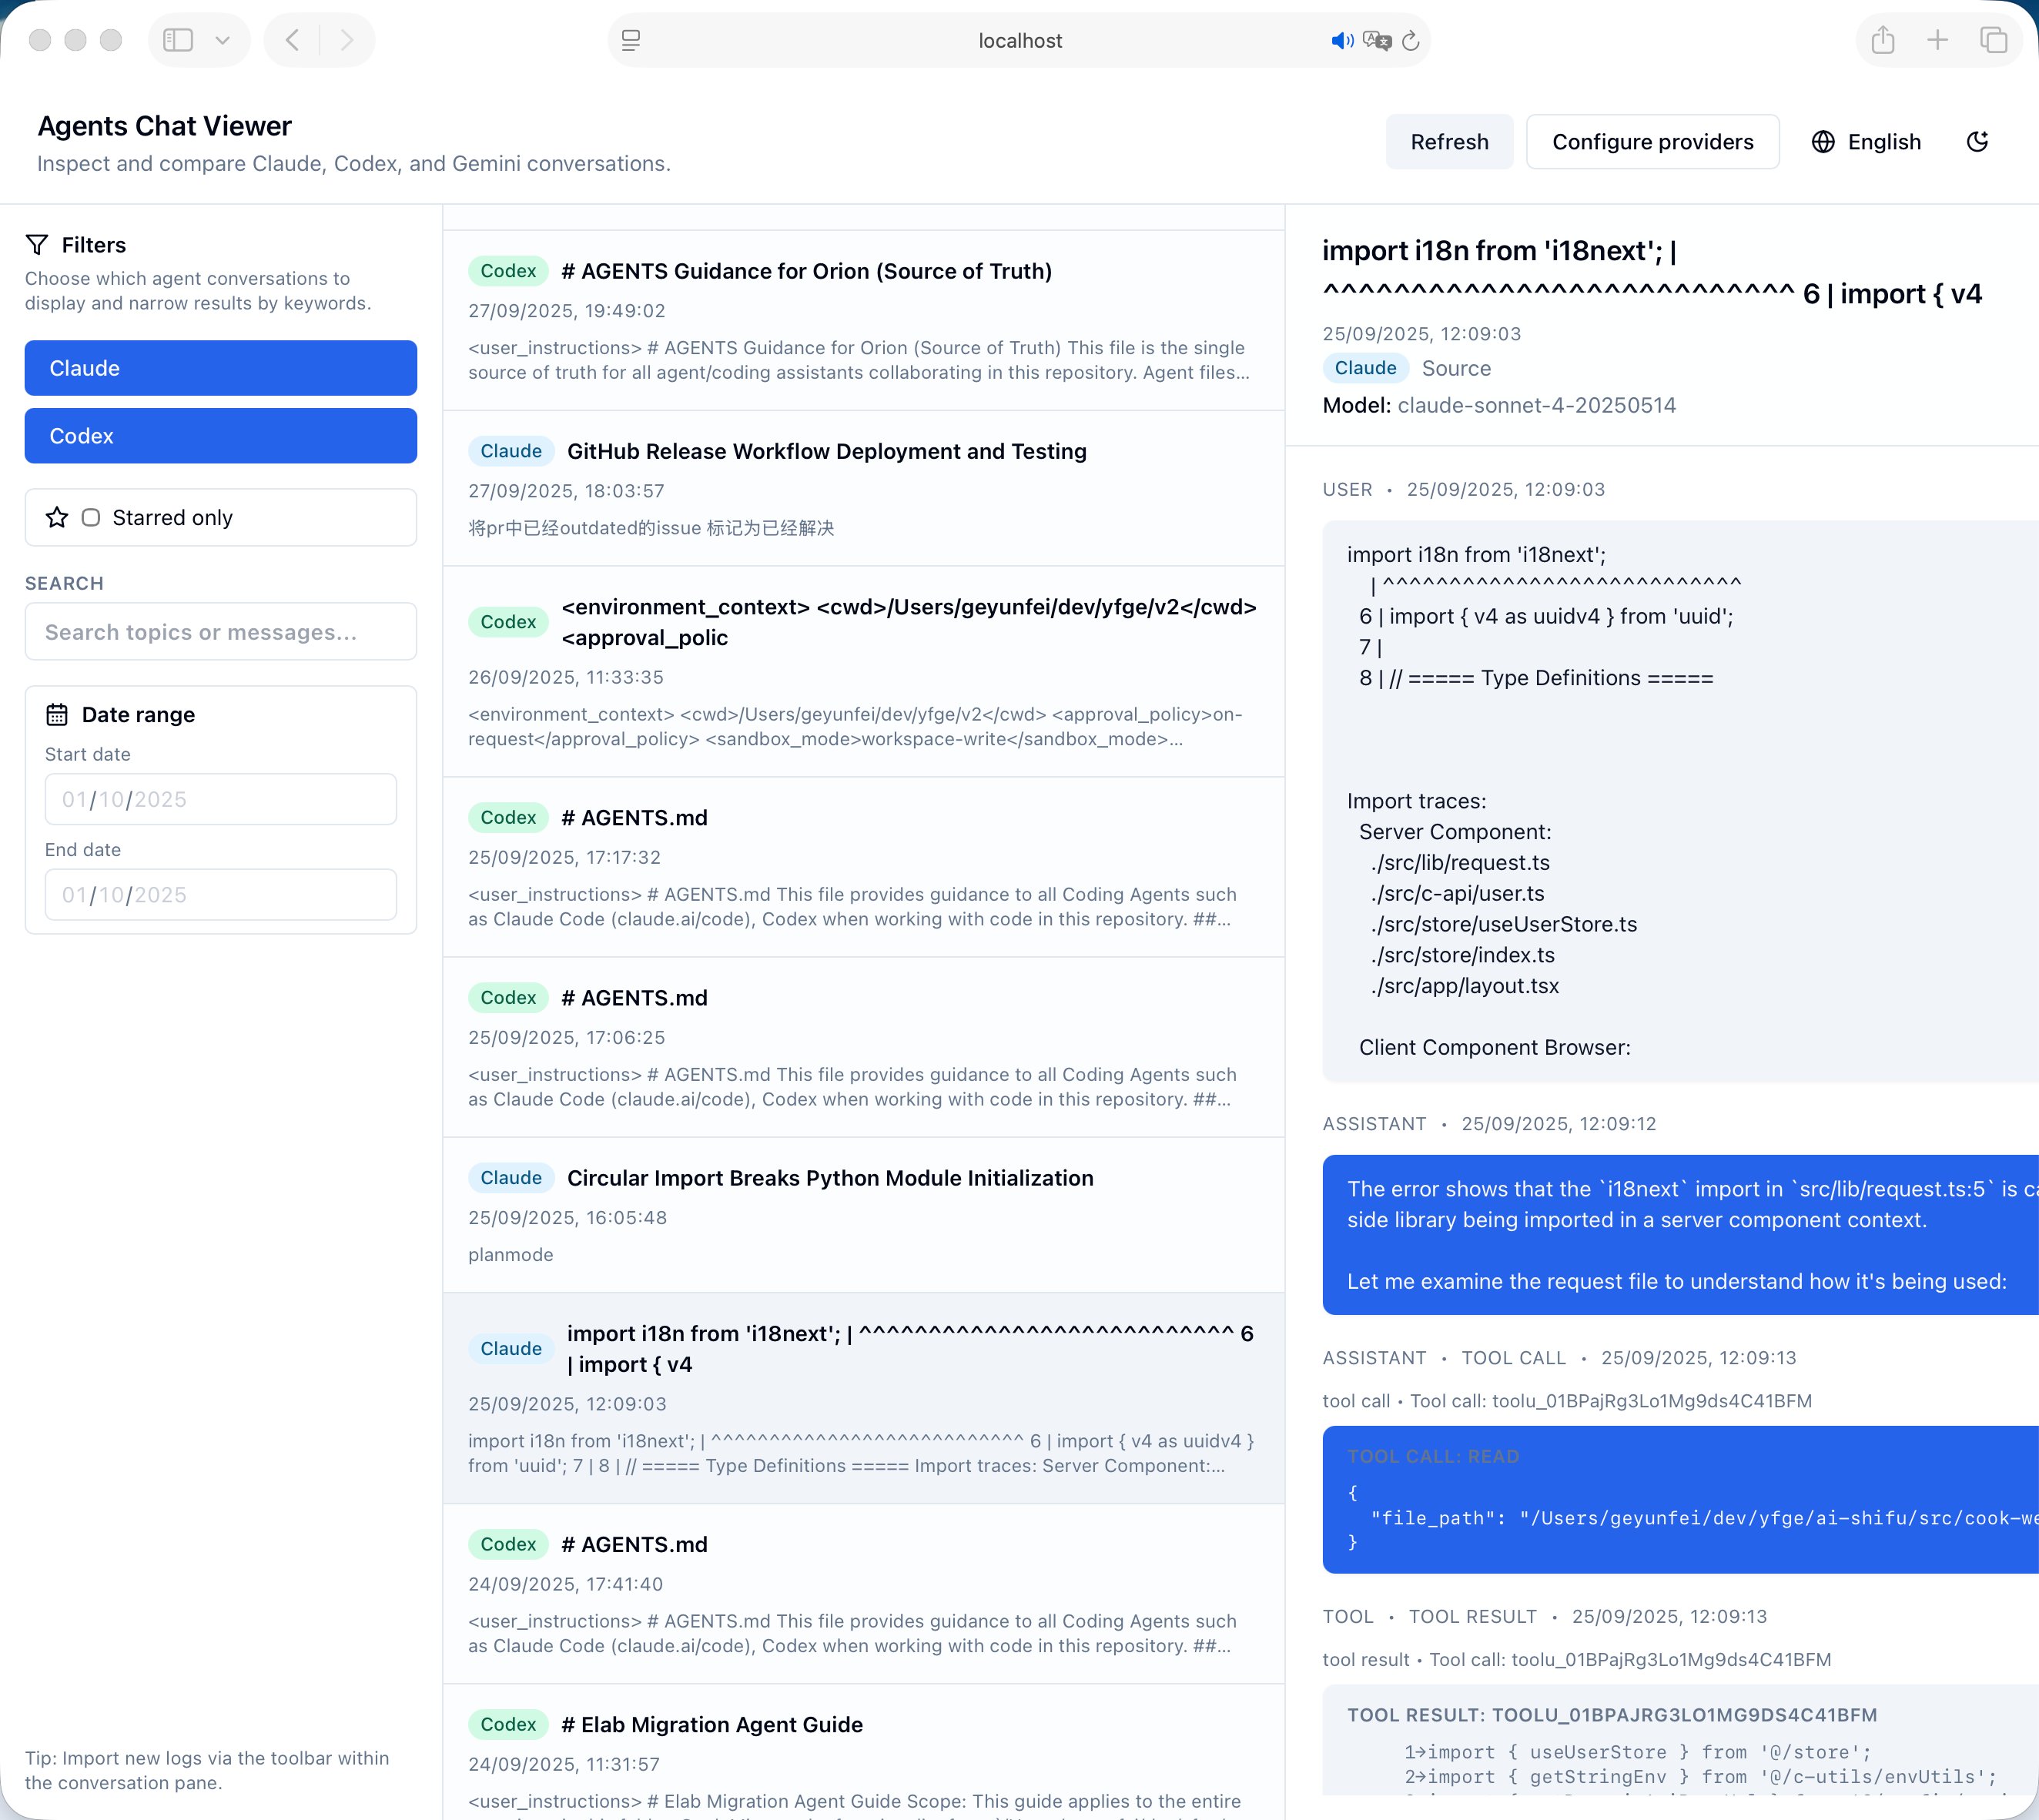 localhost
Agents Chat Viewer
Inspect and compare Claude, Codex, and Gemini conversations.
Refresh
Configure providers
English
Filters
Choose which agent conversations to
display and narrow results by keywords.
Claude
Codex
Starred only
SEARCH
Search topics or messages...
Date range
Start date
01/10/2025
End date
01/10/2025
Tip: Import new logs via the toolbar within
the conversation pane.
Codex # AGENTS Guidance for Orion (Source of Truth)
27/09/2025, 19:49:02
<user_instructions> # AGENTS Guidance for Orion (Source of Truth) This file is the single
source of truth for all agent/coding assistants collaborating in this repository. Agent files...
Claude GitHub Release Workflow Deployment and Testing
27/09/2025, 18:03:57
将pr中已经outdated的issue 标记为已经解决
Codex <environment_context> <cwd>/Users/geyunfei/dev/yfge/v2</cwd>
<approval_polic
26/09/2025, 11:33:35
<environment_context> <cwd>/Users/geyunfei/dev/yfge/v2</cwd> <approval_policy>on-
request</approval_policy> <sandbox_mode>workspace-write</sandbox_mode>...
Codex # AGENTS.md
25/09/2025, 17:17:32
<user_instructions> # AGENTS.md This file provides guidance to all Coding Agents such
as Claude Code (claude.ai/code), Codex when working with code in this repository. ##...
Codex # AGENTS.md
25/09/2025, 17:06:25
<user_instructions> # AGENTS.md This file provides guidance to all Coding Agents such
as Claude Code (claude.ai/code), Codex when working with code in this repository. ##...
Claude Circular Import Breaks Python Module Initialization
25/09/2025, 16:05:48
planmode
Claude import i18n from 'i18next'; | ^^^^^^^^^^^^^^^^^^^^^^^^^^^ 6
| import { v4
25/09/2025, 12:09:03
import i18n from 'i18next'; | ^^^^^^^^^^^^^^^^^^^^^^^^^^^ 6 | import { v4 as uuidv4 }
from 'uuid'; 7 | 8 | // ===== Type Definitions ===== Import traces: Server Component:...
Codex # AGENTS.md
24/09/2025, 17:41:40
<user_instructions> # AGENTS.md This file provides guidance to all Coding Agents such
as Claude Code (claude.ai/code), Codex when working with code in this repository. ##...
Codex # Elab Migration Agent Guide
24/09/2025, 11:31:57
<user_instructions> # Elab Migration Agent Guide Scope: This guide applies to the entire
import i18n from 'i18next'; |
^^^^^^^^^^^^^^^^^^^^^^^^^^^ 6 | import { v4
25/09/2025, 12:09:03
Claude Source
Model: claude-sonnet-4-20250514
USER • 25/09/2025, 12:09:03
import i18n from 'i18next';
| ^^^^^^^^^^^^^^^^^^^^^^^^^^^
6 | import { v4 as uuidv4 } from 'uuid';
7 |
8 | // ===== Type Definitions =====
Import traces:
Server Component:
./src/lib/request.ts
./src/c-api/user.ts
./src/store/useUserStore.ts
./src/store/index.ts
./src/app/layout.tsx
Client Component Browser:
ASSISTANT • 25/09/2025, 12:09:12
The error shows that the `i18next` import in `src/lib/request.ts:5` is
side library being imported in a server component context.
Let me examine the request file to understand how it's being used:
ASSISTANT • TOOL CALL • 25/09/2025, 12:09:13
tool call • Tool call: toolu_01BPajRg3Lo1Mg9ds4C41BFM
TOOL CALL: READ
{
"file_path": "/Users/geyunfei/dev/yfge/ai-shifu/src/cook-we
}
TOOL • TOOL RESULT • 25/09/2025, 12:09:13
tool result • Tool call: toolu_01BPajRg3Lo1Mg9ds4C41BFM
TOOL RESULT: TOOLU_01BPAJRG3LO1MG9DS4C41BFM
1→import { useUserStore } from '@/store';
2→import { getStringEnv } from '@/c-utils/envUtils';